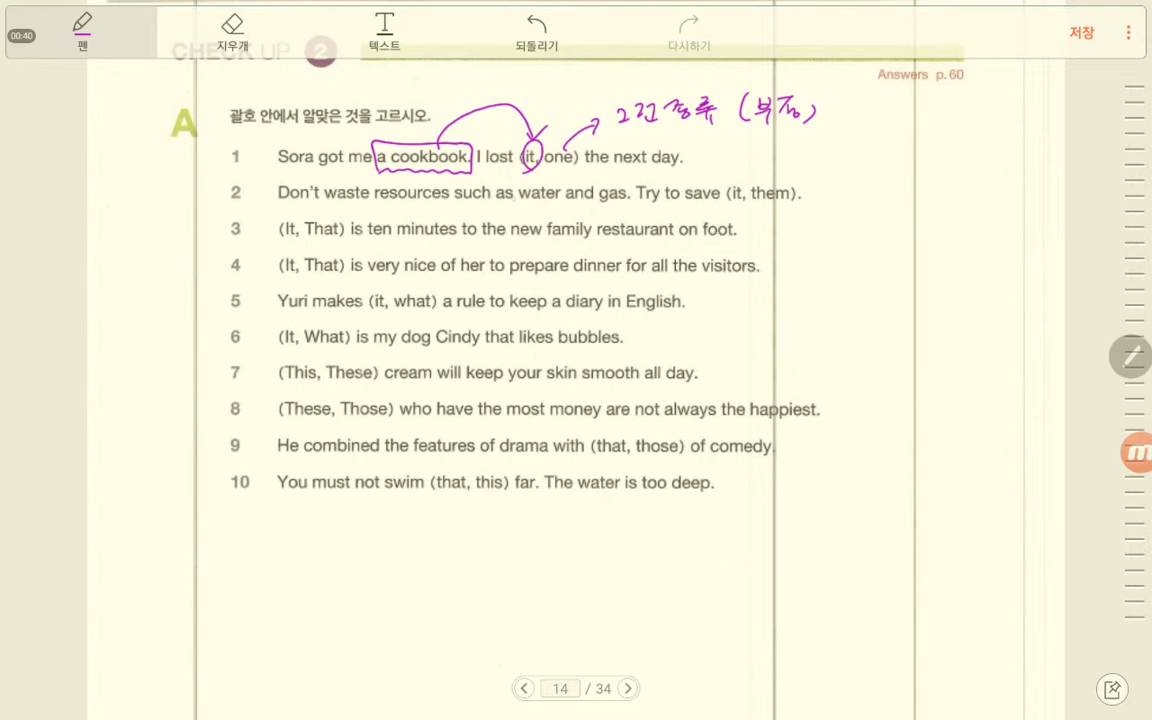 00:40
펜
지우개
텍스트
되돌리기
다시하기
저장
CHECK UP 2
Answers p.60
A 괄호 안에서 알맞은 것을 고르시오.
그런 종류 (부정)
1 Sora got me a cookbook. I lost (it, one) the next day.
2 Don't waste resources such as water and gas. Try to save (it, them).
3 (It, That) is ten minutes to the new family restaurant on foot.
4 (It, That) is very nice of her to prepare dinner for all the visitors.
5 Yuri makes (it, what) a rule to keep a diary in English.
6 (It, What) is my dog Cindy that likes bubbles.
7 (This, These) cream will keep your skin smooth all day.
8 (These, Those) who have the most money are not always the happiest.
9 He combined the features of drama with (that, those) of comedy.
10 You must not swim (that, this) far. The water is too deep.
14 / 34